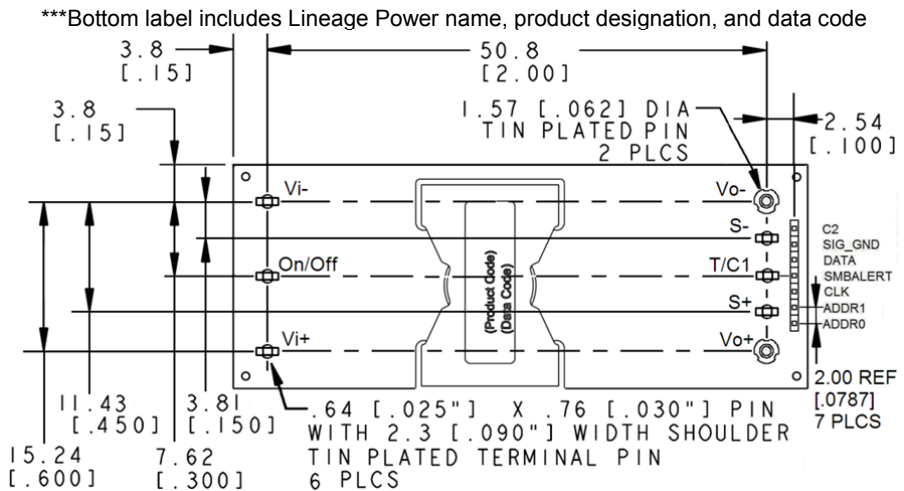 ***Bottom label includes Lineage Power name, product designation, and data code
3.8
[.15]
50.8
[2.00]
3.8
[.15]
1.57 [.062] DIA
TIN PLATED PIN
2 PLCS
2.54
[.100]
Vi-
Vo-
S-
On/Off
T/C1
S+
Vi+
Vo+
(Product Code)
(Data Code)
C2
SIG_GND
DATA
SMBALERT
CLK
ADDR1
ADDR0
2.00 REF
[.0787]
7 PLCS
11.43
[.450]
3.81
[.150]
15.24
[.600]
7.62
[.300]
.64 [.025"] X .76 [.030"] PIN
WITH 2.3 [.090"] WIDTH SHOULDER
TIN PLATED TERMINAL PIN
6 PLCS